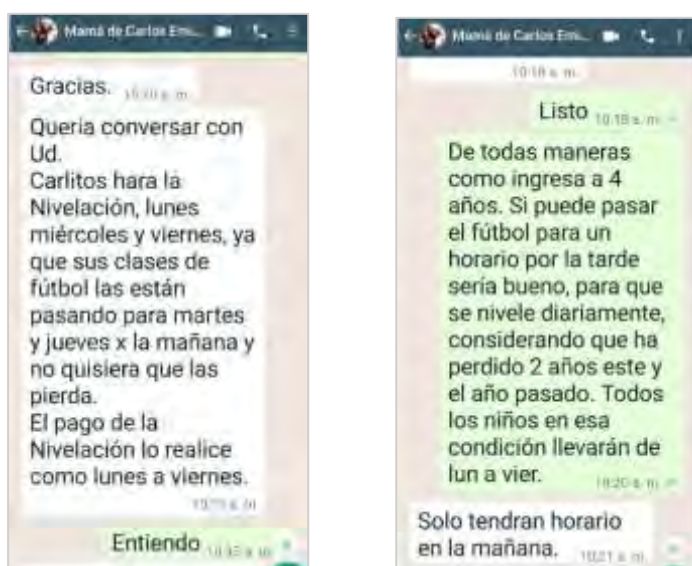 Mamá de Carlos Em...
Gracias.
Queria conversar con
Ud.
Carlitos hara la
Nivelación, lunes
miércoles y viernes, ya
que sus clases de
fútbol las están
pasando para martes
y jueves x la mañana y
no quisiera que las
pierda.
El pago de la
Nivelación lo realice
como lunes a viernes.
Entiendo
Mamá de Carlos Em...
10:18 a. m.
Listo 10:18 a. m.
De todas maneras
como ingresa a 4
años. Si puede pasar
el fútbol para un
horario por la tarde
sería bueno, para que
se nivele diariamente,
considerando que ha
perdido 2 años este y
el año pasado. Todos
los niños en esa
condición llevarán de
lun a vier. 10:20 a. m.
Solo tendran horario
en la mañana. 10:21 a. m.